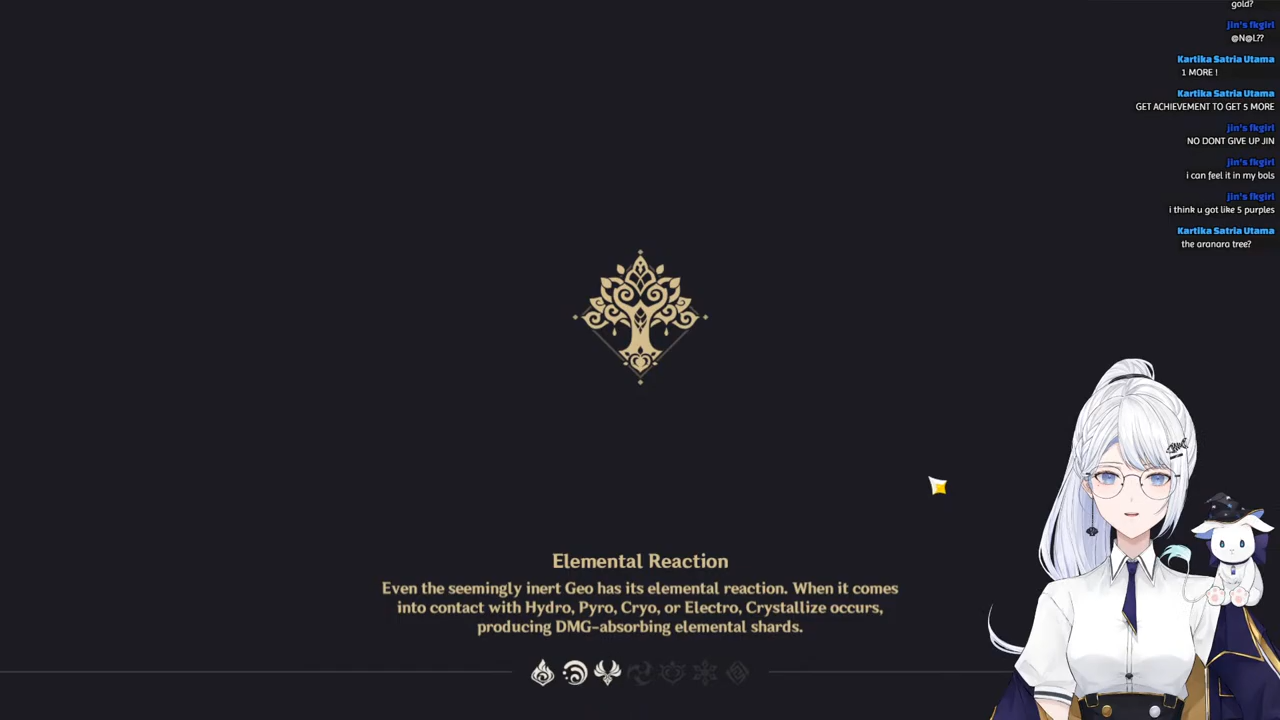 gold?
jin's fkgirl
@N@L??
Kartika Satria Utama
1 MORE !
Kartika Satria Utama
GET ACHIEVEMENT TO GET 5 MORE
jin's fkgirl
NO DONT GIVE UP JIN
jin's fkgirl
i can feel it in my bols
jin's fkgirl
i think u got like 5 purples
Kartika Satria Utama
the aranara tree?
Elemental Reaction
Even the seemingly inert Geo has its elemental reaction. When it comes
into contact with Hydro, Pyro, Cryo, or Electro, Crystallize occurs,
producing DMG-absorbing elemental shards.